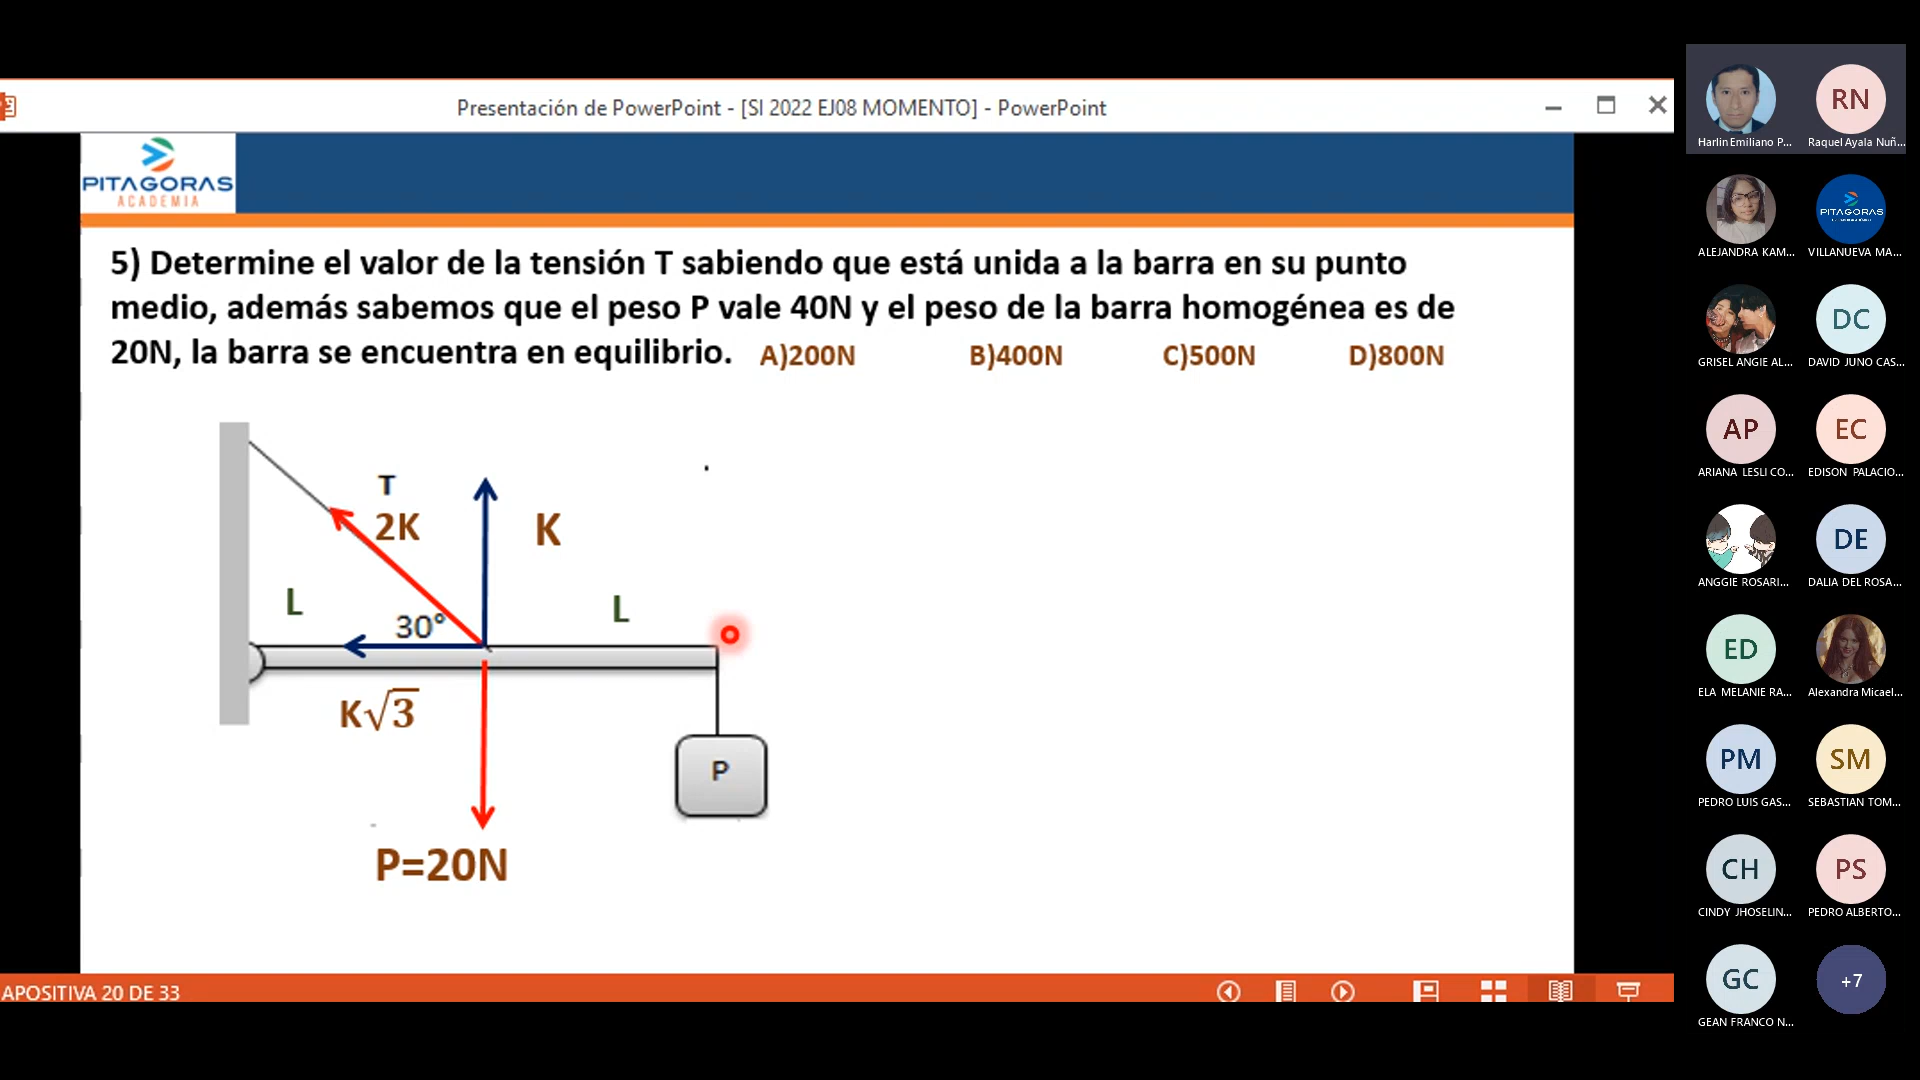 Presentación de PowerPoint - [SI 2022 EJ08 MOMENTO] - PowerPoint
PITAGORAS
ACADEMIA
5) Determine el valor de la tensión T sabiendo que está unida a la barra en su punto
medio, además sabemos que el peso P vale 40N y el peso de la barra homogénea es de
20N, la barra se encuentra en equilibrio. A)200N B)400N C)500N D)800N
T
2K
K
L
L
30°
K√3
P
P=20N
APOSITIVA 20 DE 33
RN
Harlin Emiliano P...
Raquel Ayala Nuñ...
PITAGORAS
ALEJANDRA KAM...
VILLANUEVA MA...
DC
GRISEL ANGIE AL...
DAVID JUNO CAS...
AP
EC
ARIANA LESLI CO...
EDISON PALACIO...
DE
ANGGIE ROSARI...
DALIA DEL ROSA...
ED
ELA MELANIE RA...
Alexandra Micael...
PM
SM
PEDRO LUIS GAS...
SEBASTIAN TOM...
CH
PS
CINDY JHOSELIN...
PEDRO ALBERTO...
GC
+7
GEAN FRANCO N...